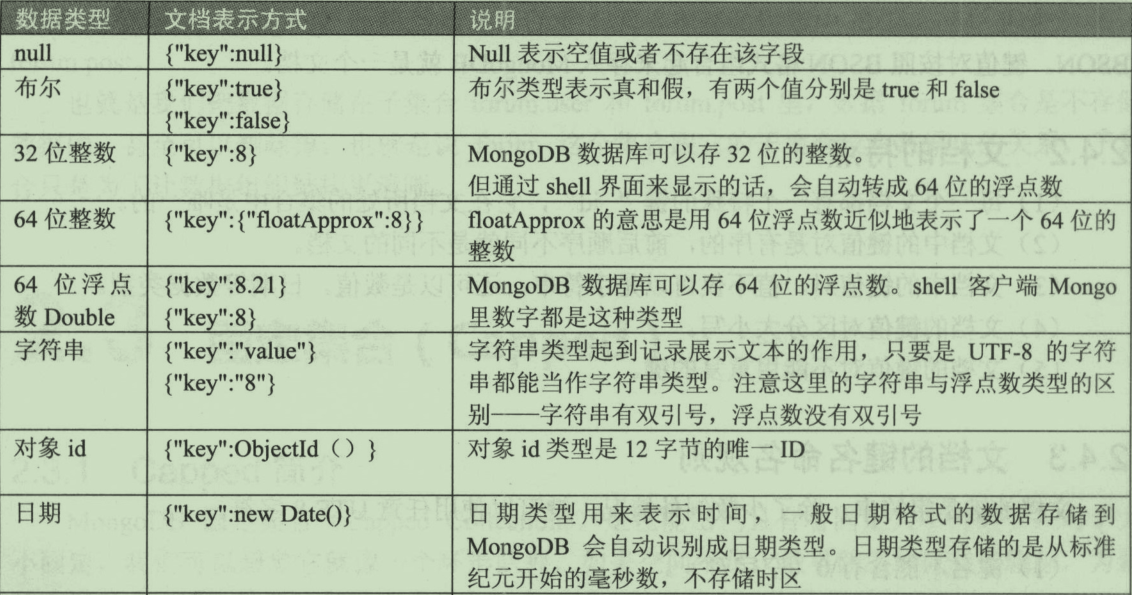 数据类型 文档表示方式 说明
null {"key":null} Null 表示空值或者不存在该字段
布尔 {"key":true} 布尔类型表示真和假，有两个值分别是 true 和 false
{"key":false}
32 位整数 {"key":8} MongoDB 数据库可以存 32 位的整数。
但通过 shell 界面来显示的话，会自动转成 64 位的浮点数
64 位整数 {"key":{"floatApprox":8}} floatApprox 的意思是用 64 位浮点数近似地表示了一个 64 位的
整数
64 位浮点 {"key":8.21} MongoDB 数据库可以存 64 位的浮点数。shell 客户端 Mongo
数 Double {"key":8} 里数字都是这种类型
字符串 {"key":"value"} 字符串类型起到记录展示文本的作用，只要是 UTF-8 的字符
{"key":"8"} 串都能当作字符串类型。注意这里的字符串与浮点数类型的区
别——字符串有双引号，浮点数没有双引号
对象 id {"key":ObjectId（）} 对象 id 类型是 12 字节的唯一 ID
日期 {"key":new Date()} 日期类型用来表示时间，一般日期格式的数据存储到
MongoDB 会自动识别成日期类型。日期类型存储的是从标准
纪元开始的毫秒数，不存储时区